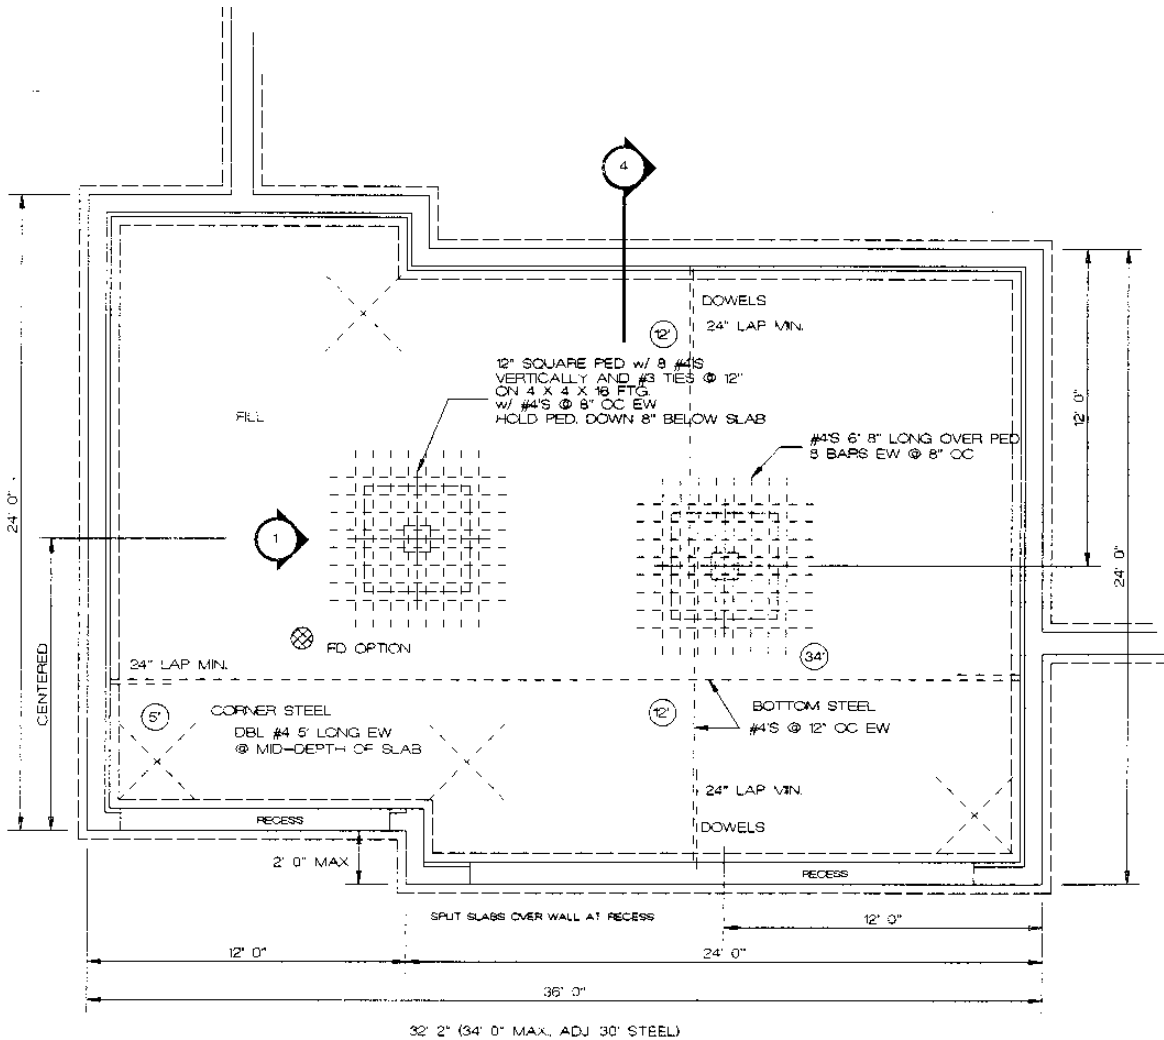 4
DOWELS
24" LAP MIN.
12'
12" SQUARE PED w/ 8 #4'S
VERTICALLY AND #3 TIES @ 12"
ON 4 X 4 X 16 FTG.
w/ #4'S @ 8" OC EW
HOLD PED. DOWN 8" BELOW SLAB
FILL
#4'S 6' 8" LONG OVER PED
8 BARS EW @ 8" OC
12' 0"
24' 0"
24' 0"
1
CENTERED
FD OPTION
34'
24" LAP MIN.
5'
CORNER STEEL
DBL #4 5' LONG EW
@ MID-DEPTH OF SLAB
12'
BOTTOM STEEL
#4'S @ 12" OC EW
24" LAP MIN.
RECESS
DOWELS
2' 0" MAX
RECESS
SPLIT SLABS OVER WALL AT RECESS
12' 0"
12' 0"
24' 0"
36' 0"
32' 2" (34' 0" MAX, ADJ 30' STEEL)